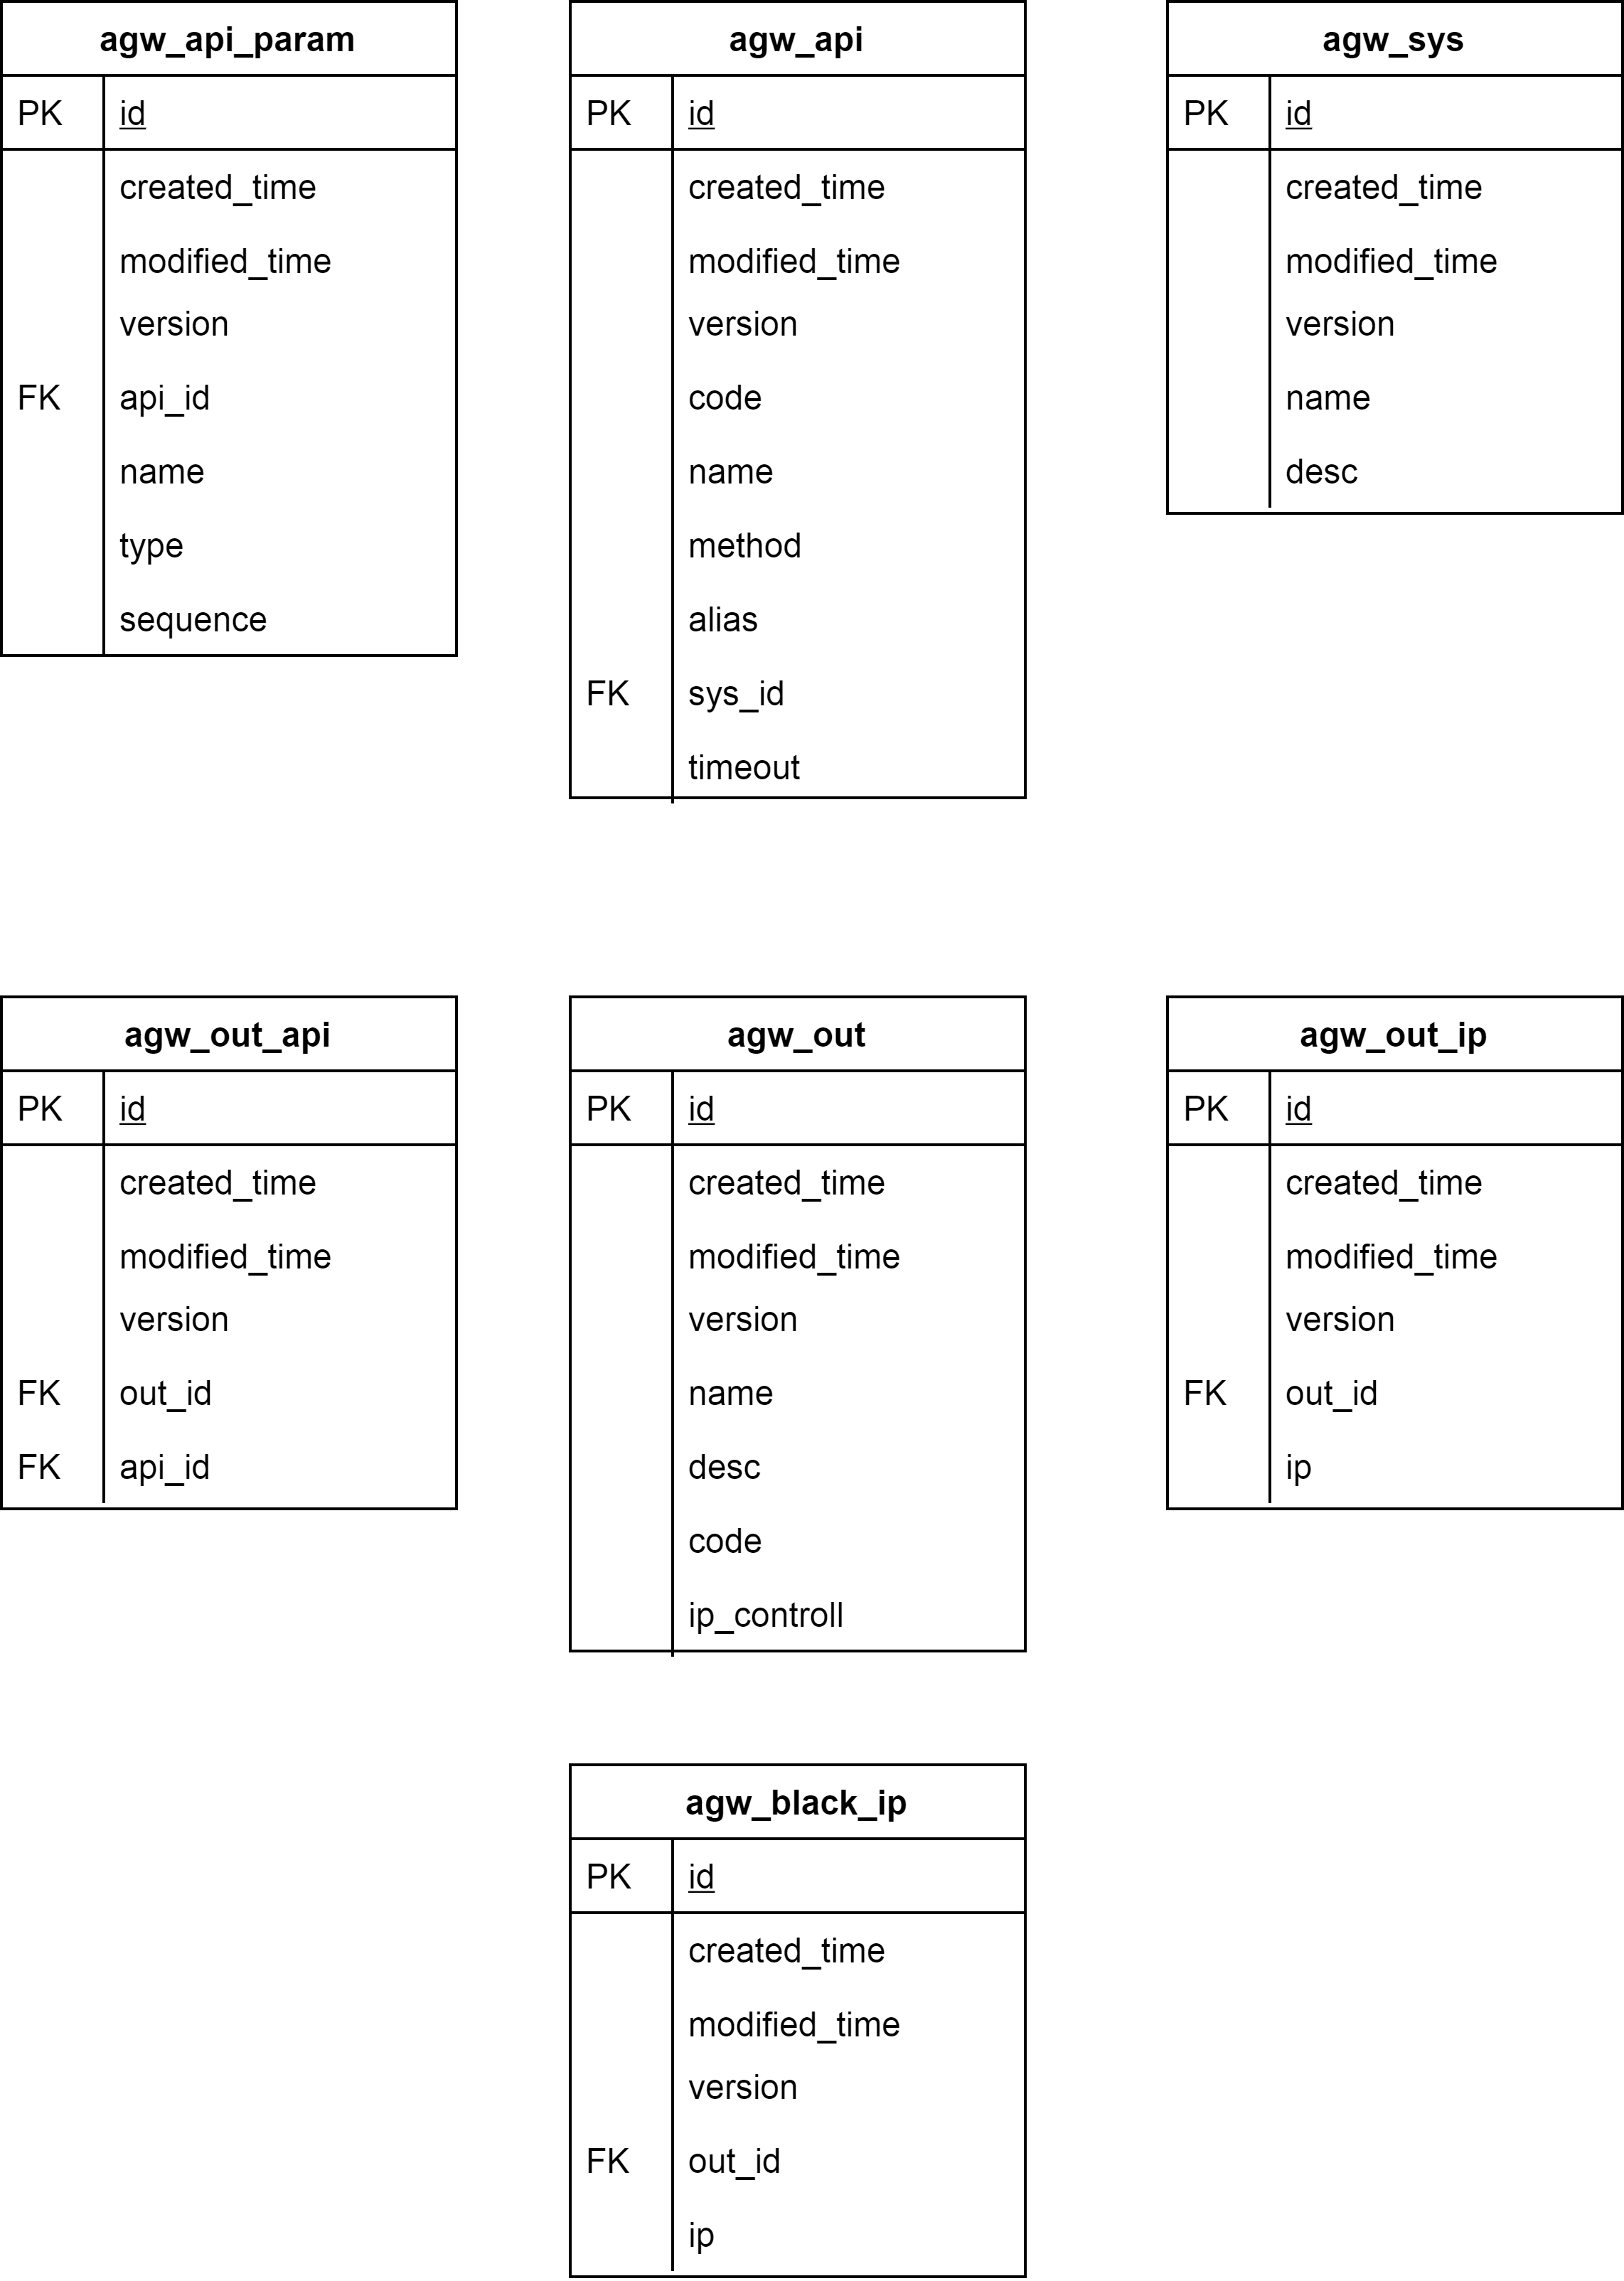 agw_api_param
PK id
created_time
modified_time
version
FK api_id
name
type
sequence
agw_api
PK id
created_time
modified_time
version
code
name
method
alias
FK sys_id
timeout
agw_sys
PK id
created_time
modified_time
version
name
desc
agw_out_api
PK id
created_time
modified_time
version
FK out_id
FK api_id
agw_out
PK id
created_time
modified_time
version
name
desc
code
ip_controll
agw_out_ip
PK id
created_time
modified_time
version
FK out_id
ip
agw_black_ip
PK id
created_time
modified_time
version
FK out_id
ip